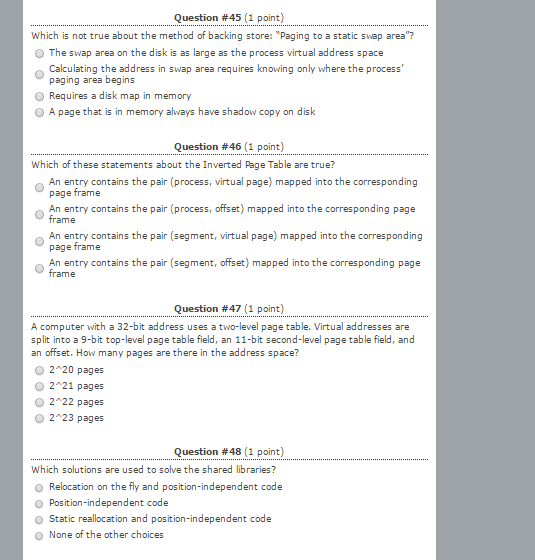 Question #45 (1 point)
Which is not true about the method of backing store: "Paging to a static swap area"?
The swap area on the disk is as large as the process virtual address space
Calculating the address in swap area requires knowing only where the process'
paging area begins
Requires a disk map in memory
A page that is in memory always have shadow copy on disk
Question #46 (1 point)
Which of these statements about the Inverted Page Table are true?
An entry contains the pair (process, virtual page) mapped into the corresponding
page frame
An entry contains the pair (process, offset) mapped into the corresponding page
frame
An entry contains the pair (segment, virtual page) mapped into the corresponding
page frame
An entry contains the pair (segment, offset) mapped into the corresponding page
frame
Question #47 (1 point)
A computer with a 32-bit address uses a two-level page table. Virtual addresses are
split into a 9-bit top-level page table field, an 11-bit second-level page table field, and
an offset. How many pages are there in the address space?
2^20 pages
2^21 pages
2^22 pages
2^23 pages
Question #48 (1 point)
Which solutions are used to solve the shared libraries?
Relocation on the fly and position-independent code
Position-independent code
Static reallocation and position-independent code
None of the other choices